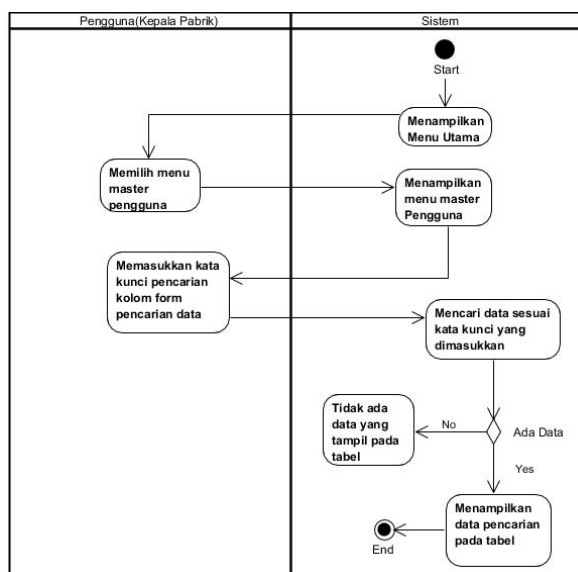 Pengguna(Kepala Pabrik)
Sistem
Start
Menampilkan
Menu Utama
Memilih menu
master
pengguna
Menampilkan
menu master
Pengguna
Memasukkan kata
kunci pencarian
kolom form
pencarian data
Mencari data sesuai
kata kunci yang
dimasukkan
Tidak ada
data yang
tampil pada
tabel
No
Ada Data
Yes
Menampilkan
data pencarian
pada tabel
End